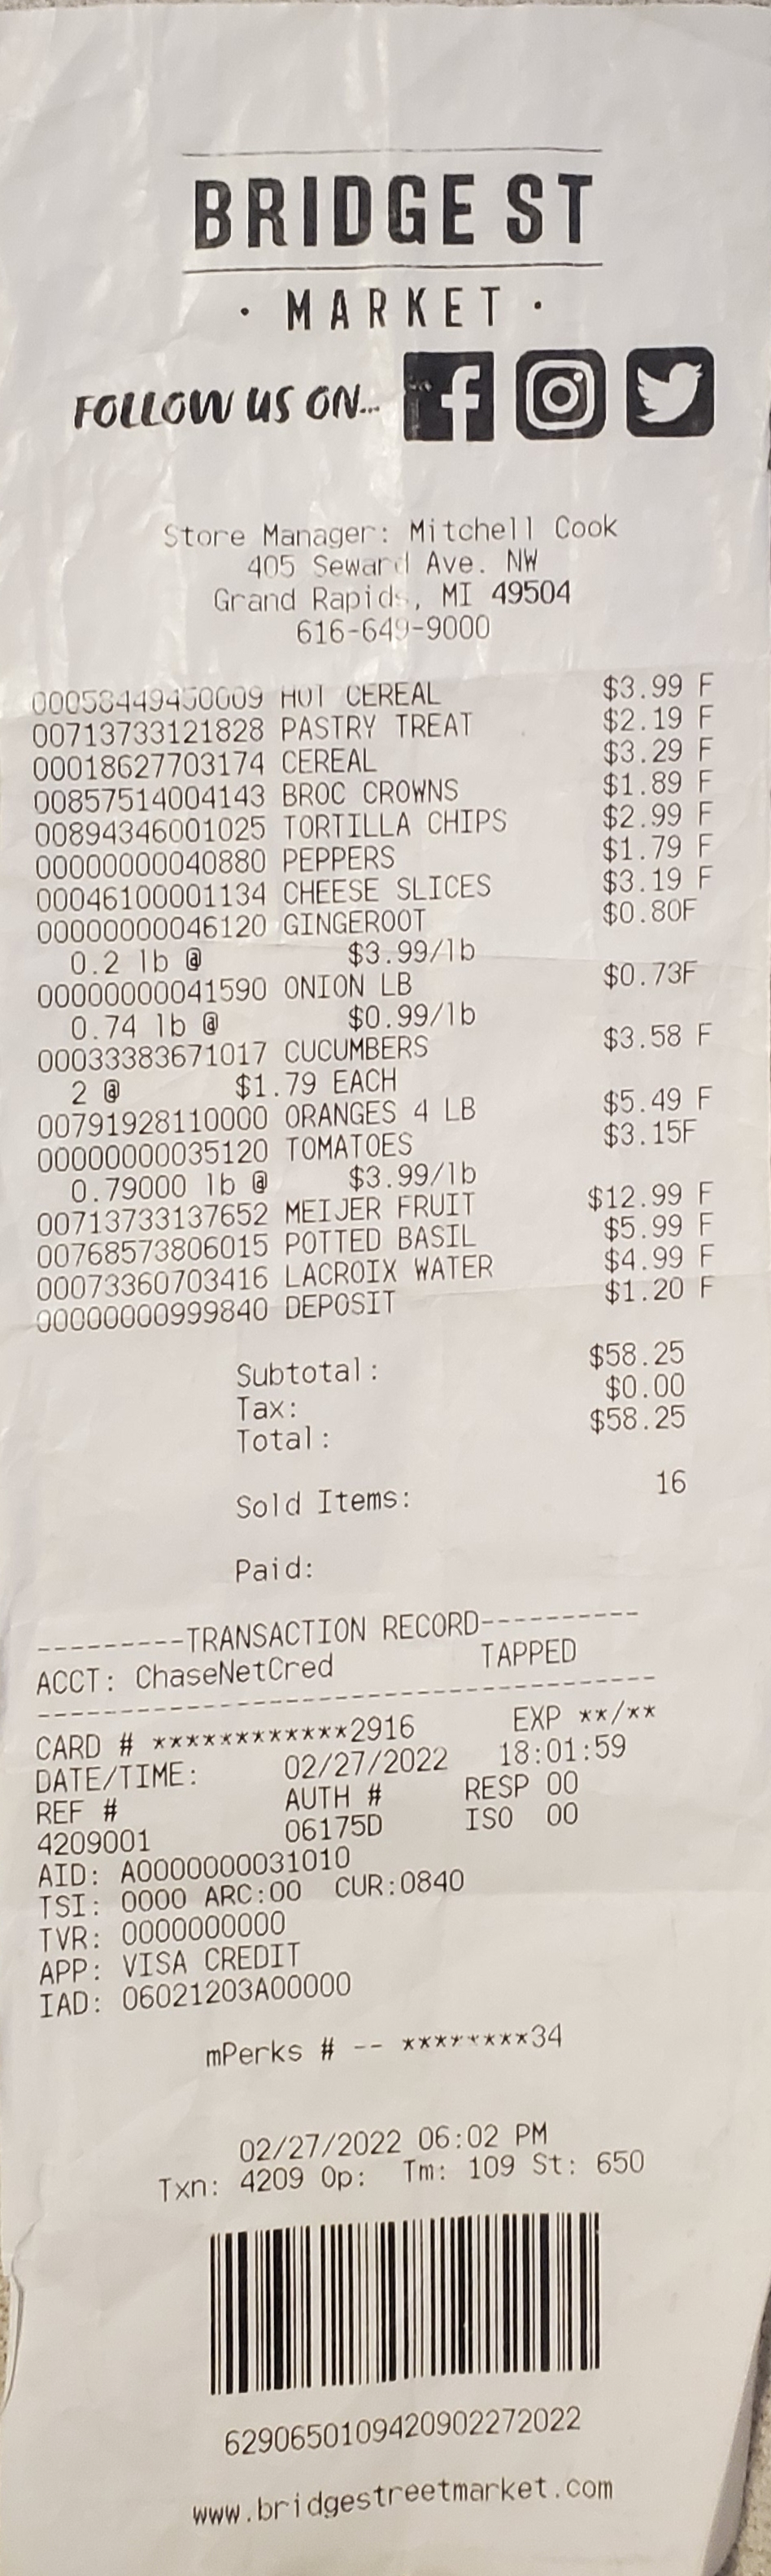 BRIDGE ST
· MARKET ·
FOLLOW US ON...
Store Manager: Mitchell Cook
405 Seward Ave. NW
Grand Rapids, MI 49504
616-649-9000
00058449450009 HOT CEREAL $3.99 F
00713733121828 PASTRY TREAT $2.19 F
00018627703174 CEREAL $3.29 F
00857514004143 BROC CROWNS $1.89 F
00894346001025 TORTILLA CHIPS $2.99 F
00000000040880 PEPPERS $1.79 F
00046100001134 CHEESE SLICES $3.19 F
00000000046120 GINGEROOT $0.80F
0.2 lb @ $3.99/lb
00000000041590 ONION LB $0.73F
0.74 lb @ $0.99/lb
00033383671017 CUCUMBERS $3.58 F
2 @ $1.79 EACH
00791928110000 ORANGES 4 LB $5.49 F
00000000035120 TOMATOES $3.15F
0.79000 lb @ $3.99/lb
00713733137652 MEIJER FRUIT $12.99 F
00768573806015 POTTED BASIL $5.99 F
00073360703416 LACROIX WATER $4.99 F
00000000999840 DEPOSIT $1.20 F
Subtotal: $58.25
Tax: $0.00
Total: $58.25
Sold Items: 16
Paid:
---------TRANSACTION RECORD----------
ACCT: ChaseNetCred TAPPED
-------------------------------------
CARD # ************2916 EXP **/**
DATE/TIME: 02/27/2022 18:01:59
REF # AUTH # RESP 00
4209001 06175D ISO 00
AID: A0000000031010
TSI: 0000 ARC:00 CUR:0840
TVR: 0000000000
APP: VISA CREDIT
IAD: 06021203A00000
mPerks # -- ********34
02/27/2022 06:02 PM
Txn: 4209 Op: Tm: 109 St: 650
6290650109420902272022
www.bridgestreetmarket.com